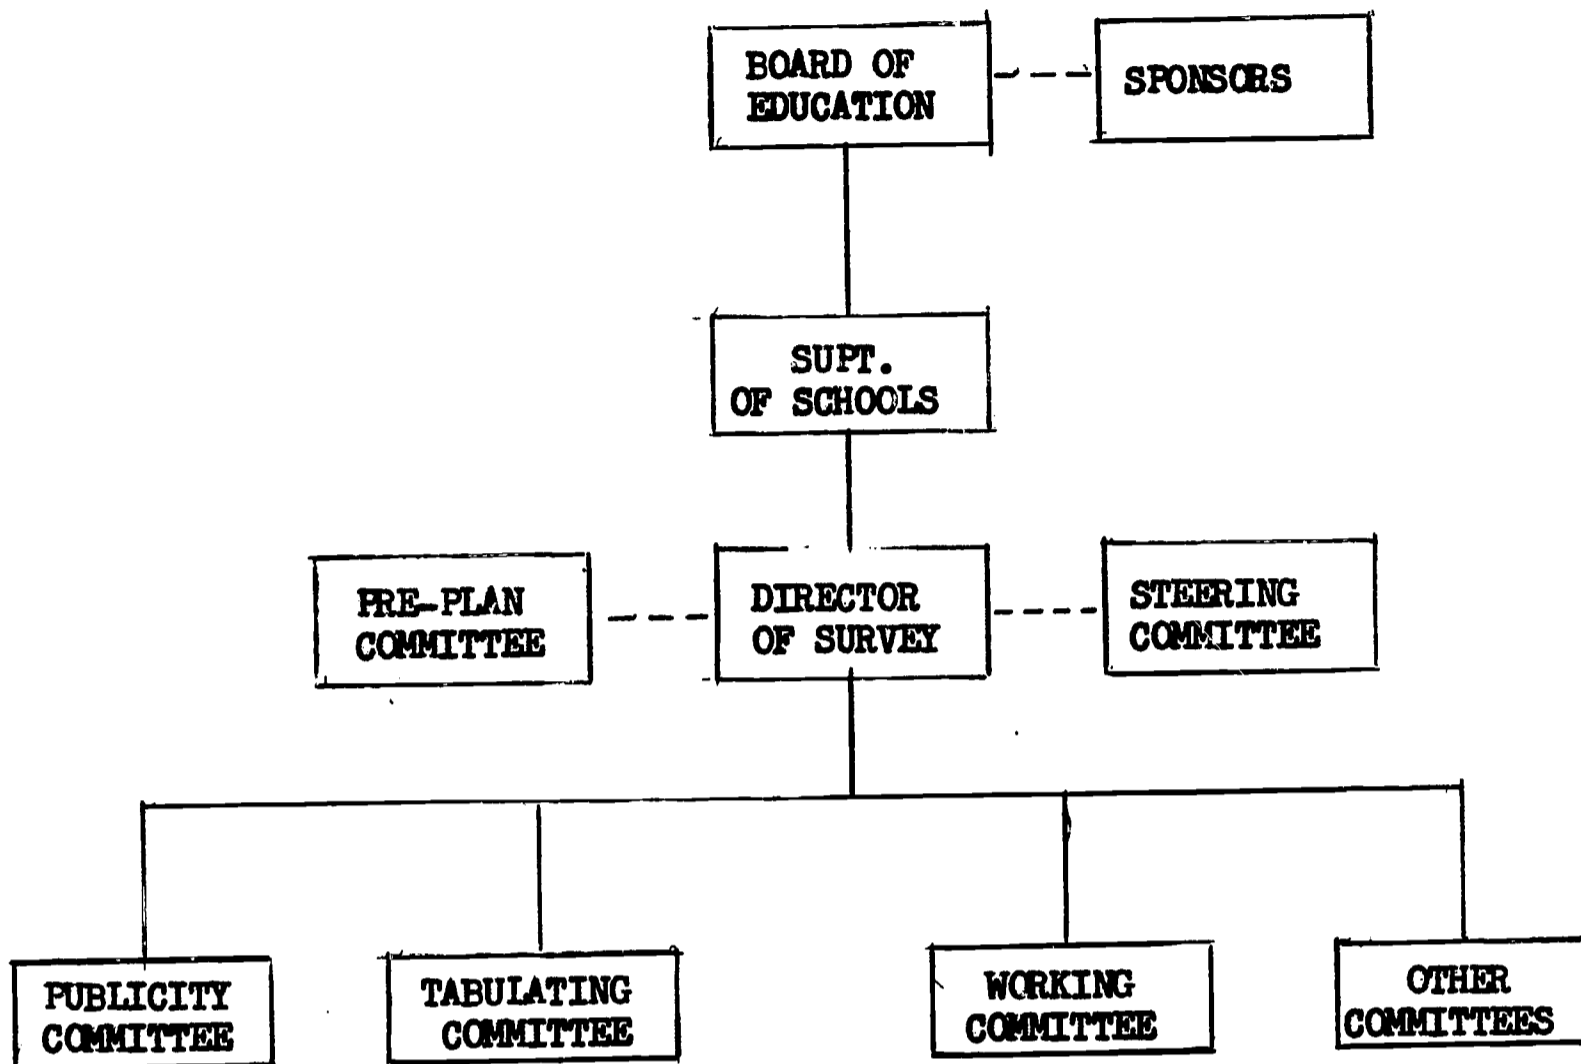 BOARD OF
EDUCATION
SPONSORS
SUPT.
OF SCHOOLS
PRE-PLAN
COMMITTEE
DIRECTOR
OF SURVEY
STEERING
COMMITTEE
PUBLICITY
COMMITTEE
TABULATING
COMMITTEE
WORKING
COMMITTEE
OTHER
COMMITTEES